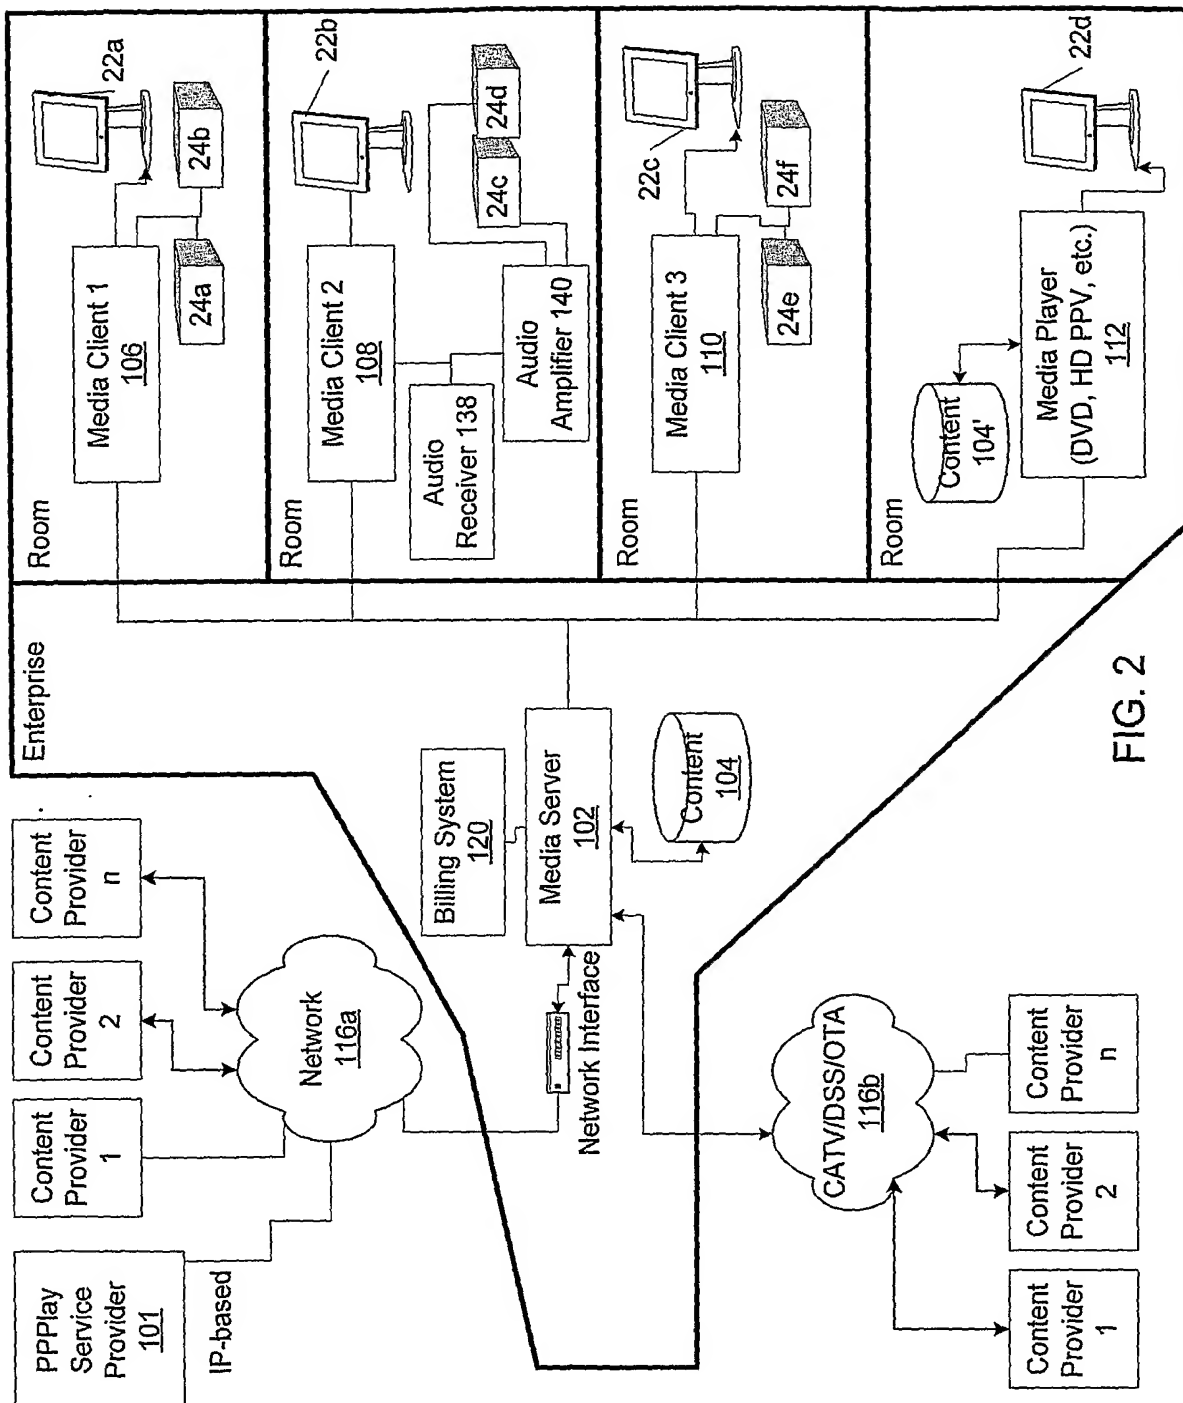 PPPlay
Service
Provider
101
IP-based
Content
Provider
1
Content
Provider
2
Content
Provider
n
Network
116a
Enterprise
Billing System
120
Media Server
102
Network Interface
Content
104
CATV/DSS/OTA
116b
Content
Provider
1
Content
Provider
2
Content
Provider
n
Room
Media Client 1
106
22a
24a
24b
Room
Media Client 2
108
22b
Audio
Receiver 138
Audio
Amplifier 140
24c
24d
Room
Media Client 3
110
22c
24e
24f
Room
Content
104'
Media Player
(DVD, HD PPV, etc.)
112
22d
FIG. 2